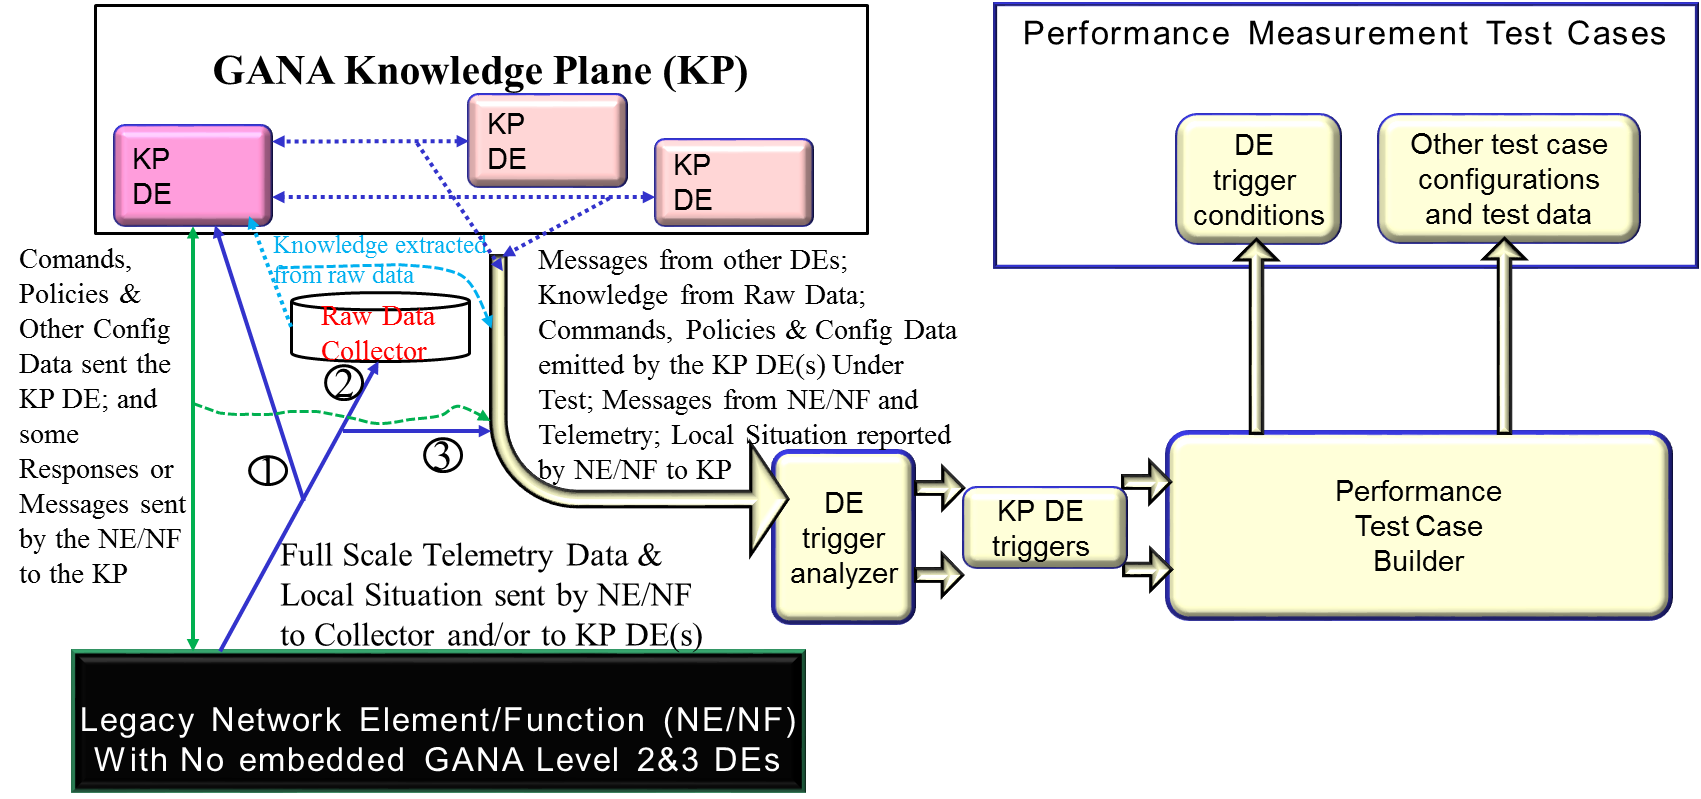 GANA Knowledge Plane (KP)
KP
DE
KP
DE
KP
DE
Performance Measurement Test Cases
DE
trigger
conditions
Other test case
configurations
and test data
Comands,
Policies &
Other Config
Data sent the
KP DE; and
some
Responses or
Messages sent
by the NE/NF
to the KP
Knowledge extracted
from raw data
Raw Data
Collector
1
2
3
Messages from other DEs;
Knowledge from Raw Data;
Commands, Policies & Config Data
emitted by the KP DE(s) Under
Test; Messages from NE/NF and
Telemetry; Local Situation reported
by NE/NF to KP
Full Scale Telemetry Data &
Local Situation sent by NE/NF
to Collector and/or to KP DE(s)
DE
trigger
analyzer
KP DE
triggers
Performance
Test Case
Builder
Legacy Network Element/Function (NE/NF)
With No embedded GANA Level 2&3 DEs